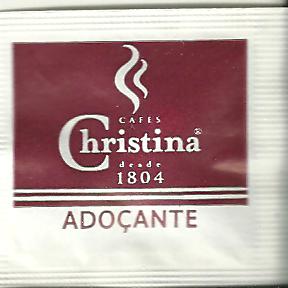 CAFES
Christina®
desde
1804
ADOÇANTE